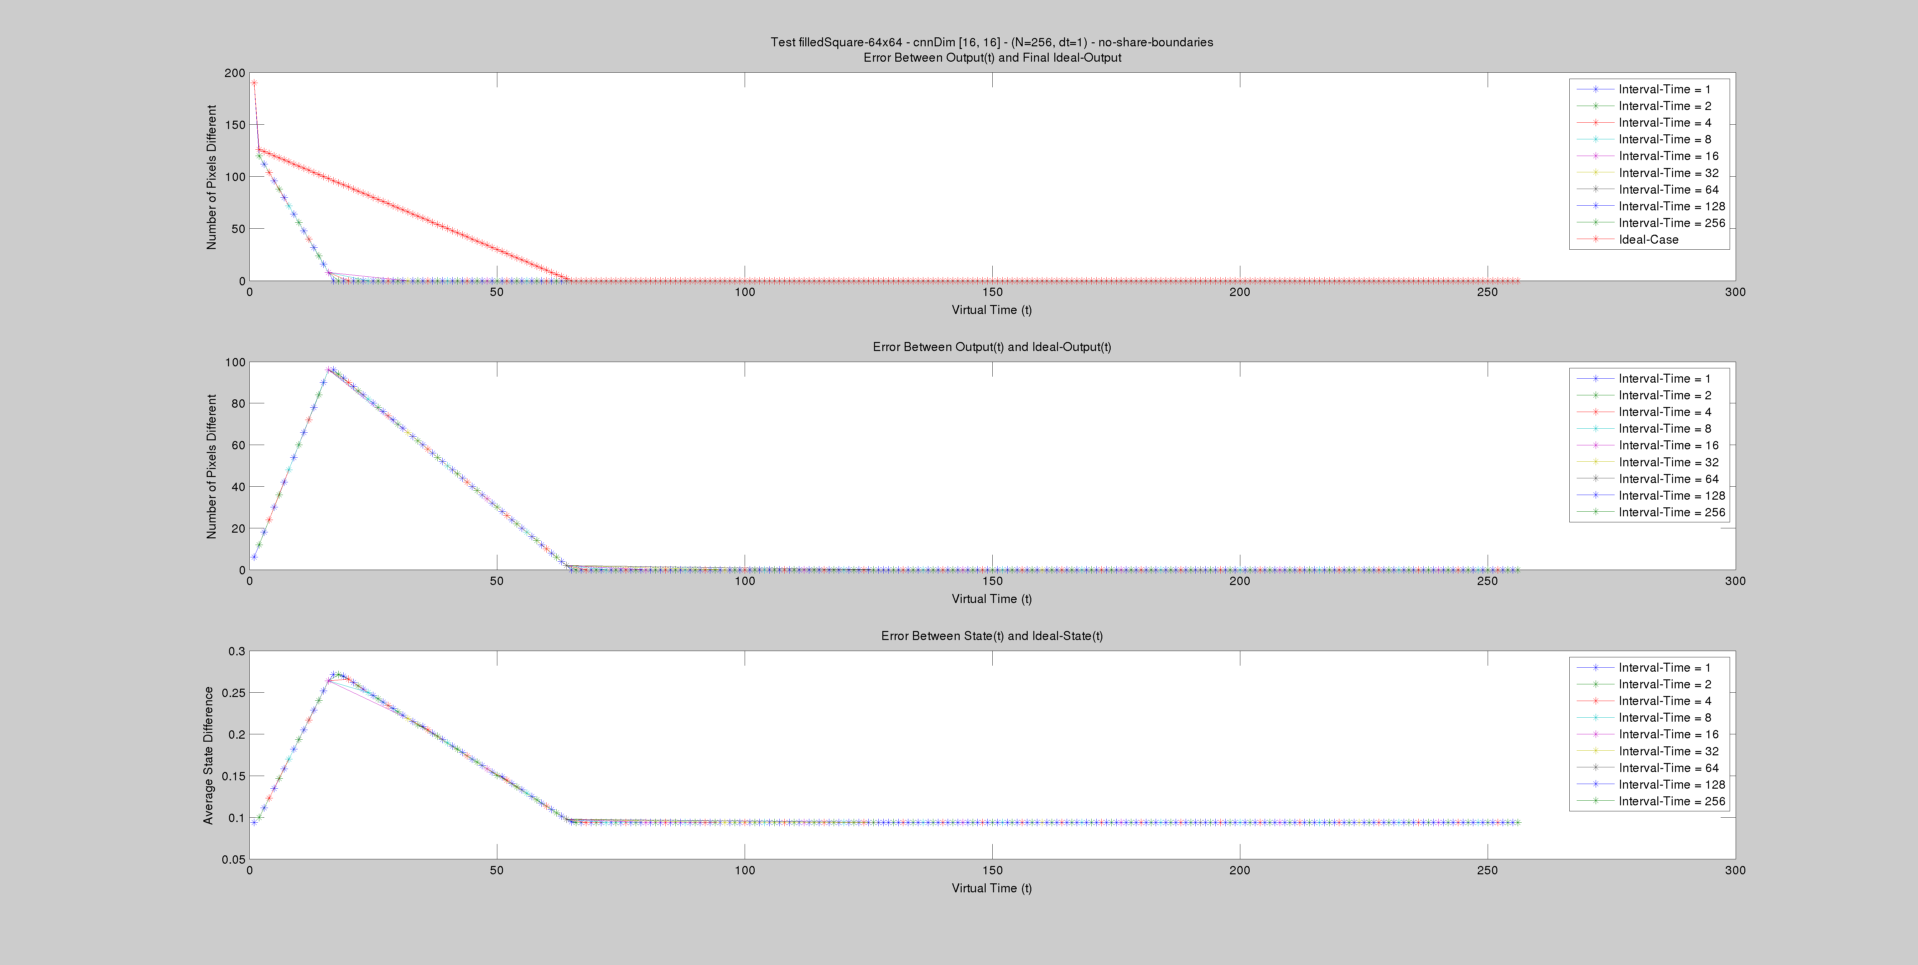 Test filledSquare-64x64 - cnnDim [16, 16] - (N=256, dt=1) - no-share-boundaries
Error Between Output(t) and Final Ideal-Output
Number of Pixels Different
200
150
100
50
0
0
50
100
150
200
250
300
Virtual Time (t)
Interval-Time = 1
Interval-Time = 2
Interval-Time = 4
Interval-Time = 8
Interval-Time = 16
Interval-Time = 32
Interval-Time = 64
Interval-Time = 128
Interval-Time = 256
Ideal-Case
Error Between Output(t) and Ideal-Output(t)
Number of Pixels Different
100
80
60
40
20
0
0
50
100
150
200
250
300
Virtual Time (t)
Interval-Time = 1
Interval-Time = 2
Interval-Time = 4
Interval-Time = 8
Interval-Time = 16
Interval-Time = 32
Interval-Time = 64
Interval-Time = 128
Interval-Time = 256
Error Between State(t) and Ideal-State(t)
Average State Difference
0.3
0.25
0.2
0.15
0.1
0.05
0
50
100
150
200
250
300
Virtual Time (t)
Interval-Time = 1
Interval-Time = 2
Interval-Time = 4
Interval-Time = 8
Interval-Time = 16
Interval-Time = 32
Interval-Time = 64
Interval-Time = 128
Interval-Time = 256